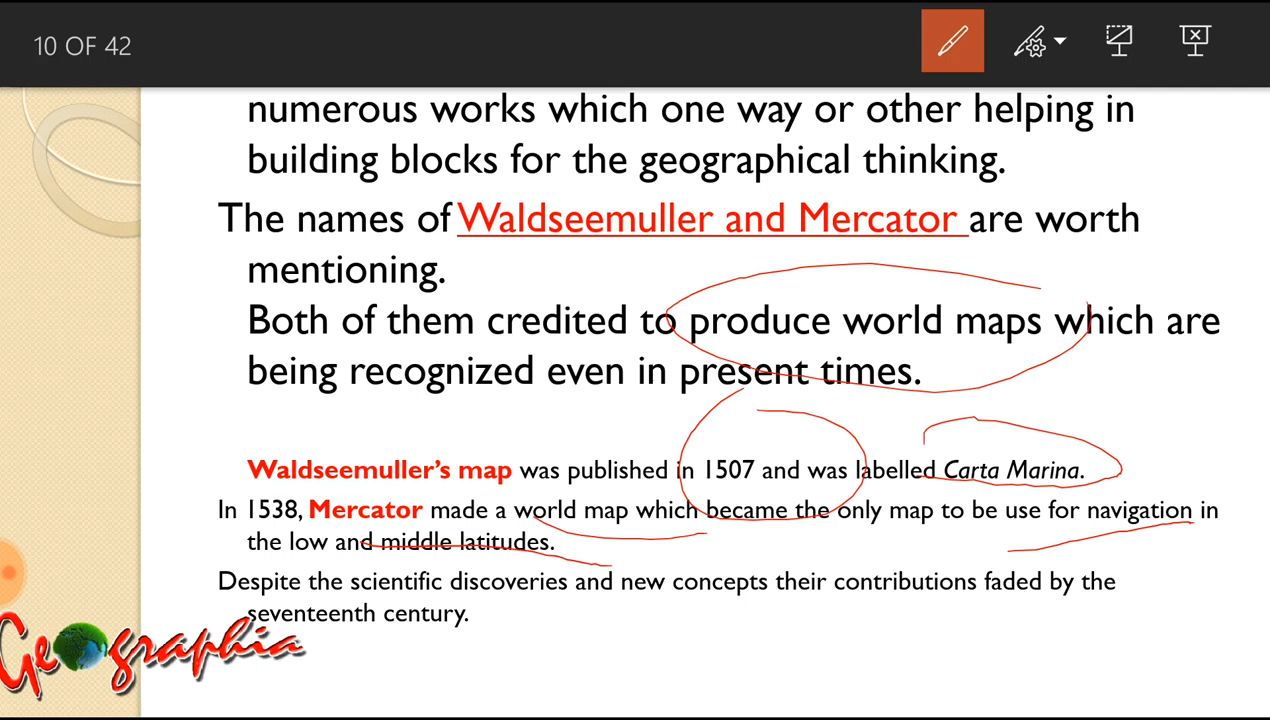 10 OF 42
numerous works which one way or other helping in
building blocks for the geographical thinking.
The names of Waldseemuller and Mercator are worth
mentioning.
Both of them credited to produce world maps which are
being recognized even in present times.
Waldseemuller's map was published in 1507 and was labelled Carta Marina.
In 1538, Mercator made a world map which became the only map to be use for navigation in
the low and middle latitudes.
Despite the scientific discoveries and new concepts their contributions faded by the
seventeenth century.
Geographia